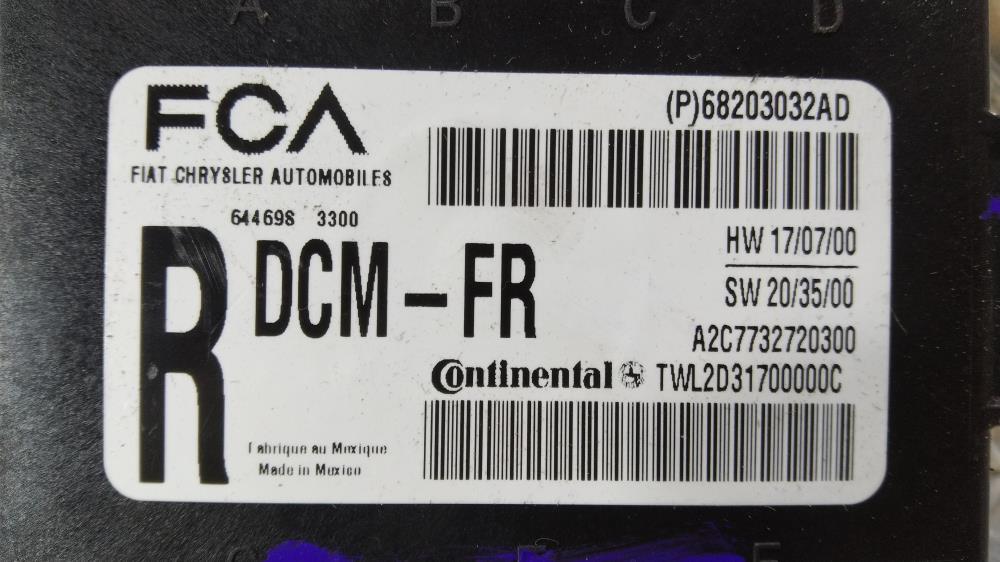 A B C D
FCA
FIAT CHRYSLER AUTOMOBILES
(P)68203032AD
644698 3300
R
DCM-FR
HW 17/07/00
SW 20/35/00
A2C7732720300
Continental TWL2D31700000C
Fabrique au Mexique
Made in Mexico